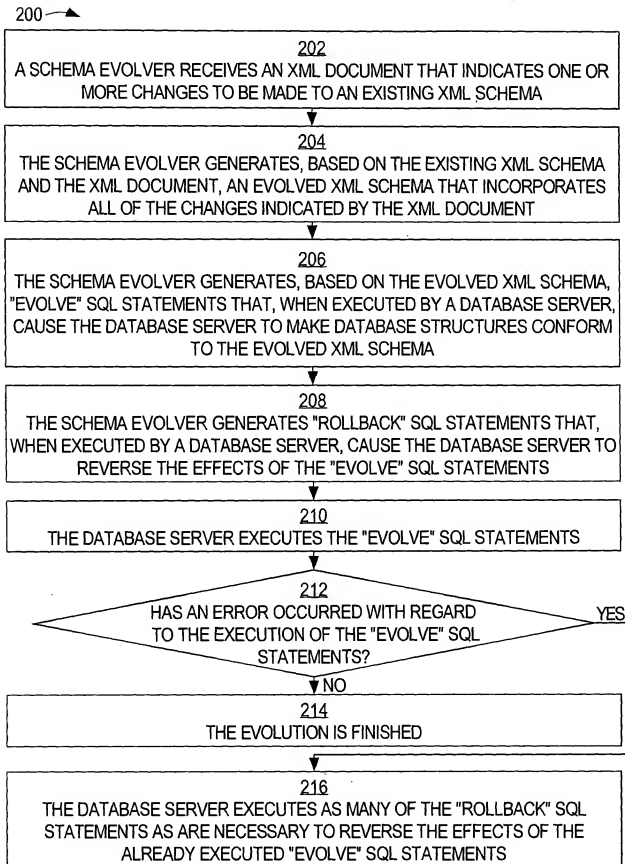 200
202
A SCHEMA EVOLVER RECEIVES AN XML DOCUMENT THAT INDICATES ONE OR
MORE CHANGES TO BE MADE TO AN EXISTING XML SCHEMA
204
THE SCHEMA EVOLVER GENERATES, BASED ON THE EXISTING XML SCHEMA
AND THE XML DOCUMENT, AN EVOLVED XML SCHEMA THAT INCORPORATES
ALL OF THE CHANGES INDICATED BY THE XML DOCUMENT
206
THE SCHEMA EVOLVER GENERATES, BASED ON THE EVOLVED XML SCHEMA,
"EVOLVE" SQL STATEMENTS THAT, WHEN EXECUTED BY A DATABASE SERVER,
CAUSE THE DATABASE SERVER TO MAKE DATABASE STRUCTURES CONFORM
TO THE EVOLVED XML SCHEMA
208
THE SCHEMA EVOLVER GENERATES "ROLLBACK" SQL STATEMENTS THAT,
WHEN EXECUTED BY A DATABASE SERVER, CAUSE THE DATABASE SERVER TO
REVERSE THE EFFECTS OF THE "EVOLVE" SQL STATEMENTS
210
THE DATABASE SERVER EXECUTES THE "EVOLVE" SQL STATEMENTS
212
HAS AN ERROR OCCURRED WITH REGARD
TO THE EXECUTION OF THE "EVOLVE" SQL
STATEMENTS?
YES
NO
214
THE EVOLUTION IS FINISHED
216
THE DATABASE SERVER EXECUTES AS MANY OF THE "ROLLBACK" SQL
STATEMENTS AS ARE NECESSARY TO REVERSE THE EFFECTS OF THE
ALREADY EXECUTED "EVOLVE" SQL STATEMENTS